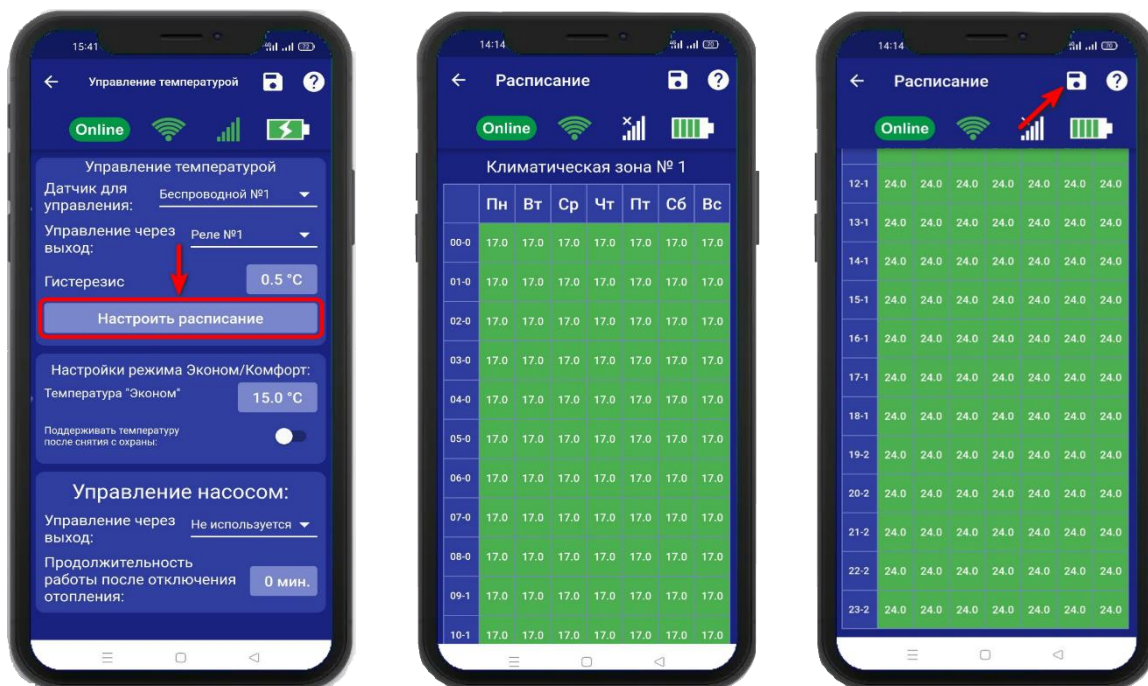 15:41
Управление температурой
Online
Управление температурой
Датчик для
управления:
Беспроводной №1
Управление через
выход:
Реле №1
Гистерезис
0.5 °C
Настроить расписание
Настройки режима Эконом/Комфорт:
Температура "Эконом"
15.0 °C
Поддерживать температуру
после снятия с охраны:
Управление насосом:
Управление через
выход:
Не используется
Продолжительность
работы после отключения
отопления:
0 мин.
14:14
Расписание
Online
Климатическая зона № 1
Пн Вт Ср Чт Пт Сб Вс
00-0 17.0 17.0 17.0 17.0 17.0 17.0 17.0
01-0 17.0 17.0 17.0 17.0 17.0 17.0 17.0
02-0 17.0 17.0 17.0 17.0 17.0 17.0 17.0
03-0 17.0 17.0 17.0 17.0 17.0 17.0 17.0
04-0 17.0 17.0 17.0 17.0 17.0 17.0 17.0
05-0 17.0 17.0 17.0 17.0 17.0 17.0 17.0
06-0 17.0 17.0 17.0 17.0 17.0 17.0 17.0
07-0 17.0 17.0 17.0 17.0 17.0 17.0 17.0
08-0 17.0 17.0 17.0 17.0 17.0 17.0 17.0
09-1 17.0 17.0 17.0 17.0 17.0 17.0 17.0
10-1 17.0 17.0 17.0 17.0 17.0 17.0 17.0
14:14
Расписание
Online
12-1 24.0 24.0 24.0 24.0 24.0 24.0 24.0
13-1 24.0 24.0 24.0 24.0 24.0 24.0 24.0
14-1 24.0 24.0 24.0 24.0 24.0 24.0 24.0
15-1 24.0 24.0 24.0 24.0 24.0 24.0 24.0
16-1 24.0 24.0 24.0 24.0 24.0 24.0 24.0
17-1 24.0 24.0 24.0 24.0 24.0 24.0 24.0
18-1 24.0 24.0 24.0 24.0 24.0 24.0 24.0
19-2 24.0 24.0 24.0 24.0 24.0 24.0 24.0
20-2 24.0 24.0 24.0 24.0 24.0 24.0 24.0
21-2 24.0 24.0 24.0 24.0 24.0 24.0 24.0
22-2 24.0 24.0 24.0 24.0 24.0 24.0 24.0
23-2 24.0 24.0 24.0 24.0 24.0 24.0 24.0